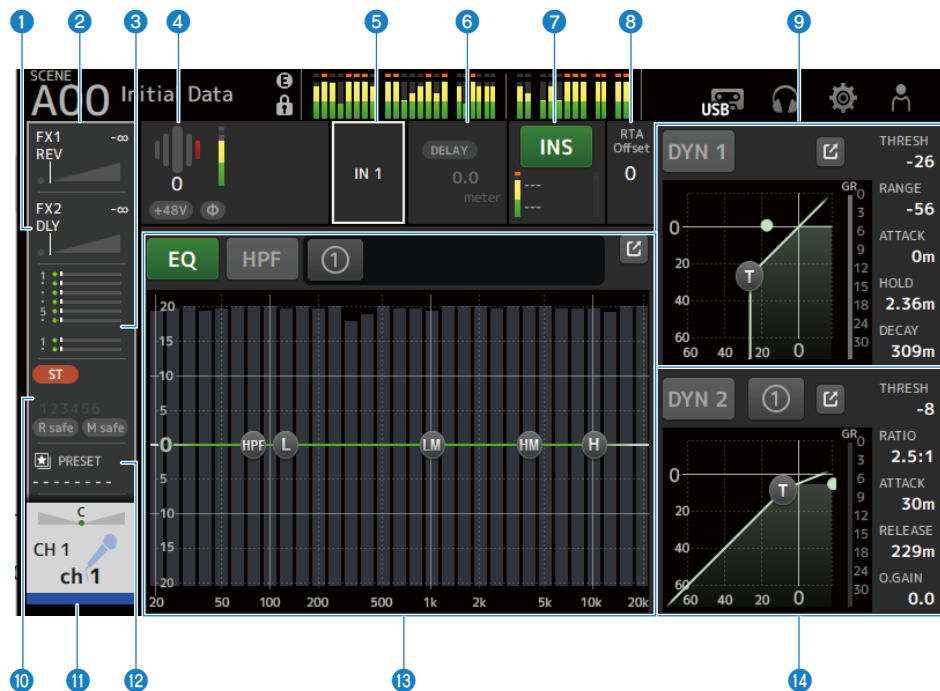 1 2 3 4 5 6 7 8 9
SCENE
A00 Initial Data
E
USB
FX1 -∞
REV
FX2 -∞
DLY
1
5
1
ST
1 2 3 4 5 6
R safe M safe
PRESET
--------
C
CH 1
ch 1
0
+48V Φ
IN 1
DELAY
0.0
meter
INS
---
---
RTA
Offset
0
EQ HPF 1
20
10
5
0
5
10
15
20
HPF L LM HM H
20 50 100 200 500 1k 2k 5k 10k 20k
DYN 1
THRESH
-26
RANGE
-56
ATTACK
0m
HOLD
2.36m
DECAY
309m
GR
0
3
6
9
12
15
18
24
30
T
0
20
40
60
60 40 20 0
DYN 2 1
THRESH
-8
RATIO
2.5:1
ATTACK
30m
RELEASE
229m
O.GAIN
0.0
GR
0
3
6
9
12
15
18
24
30
T
0
20
40
60
60 40 20 0
10 11 12 13 14